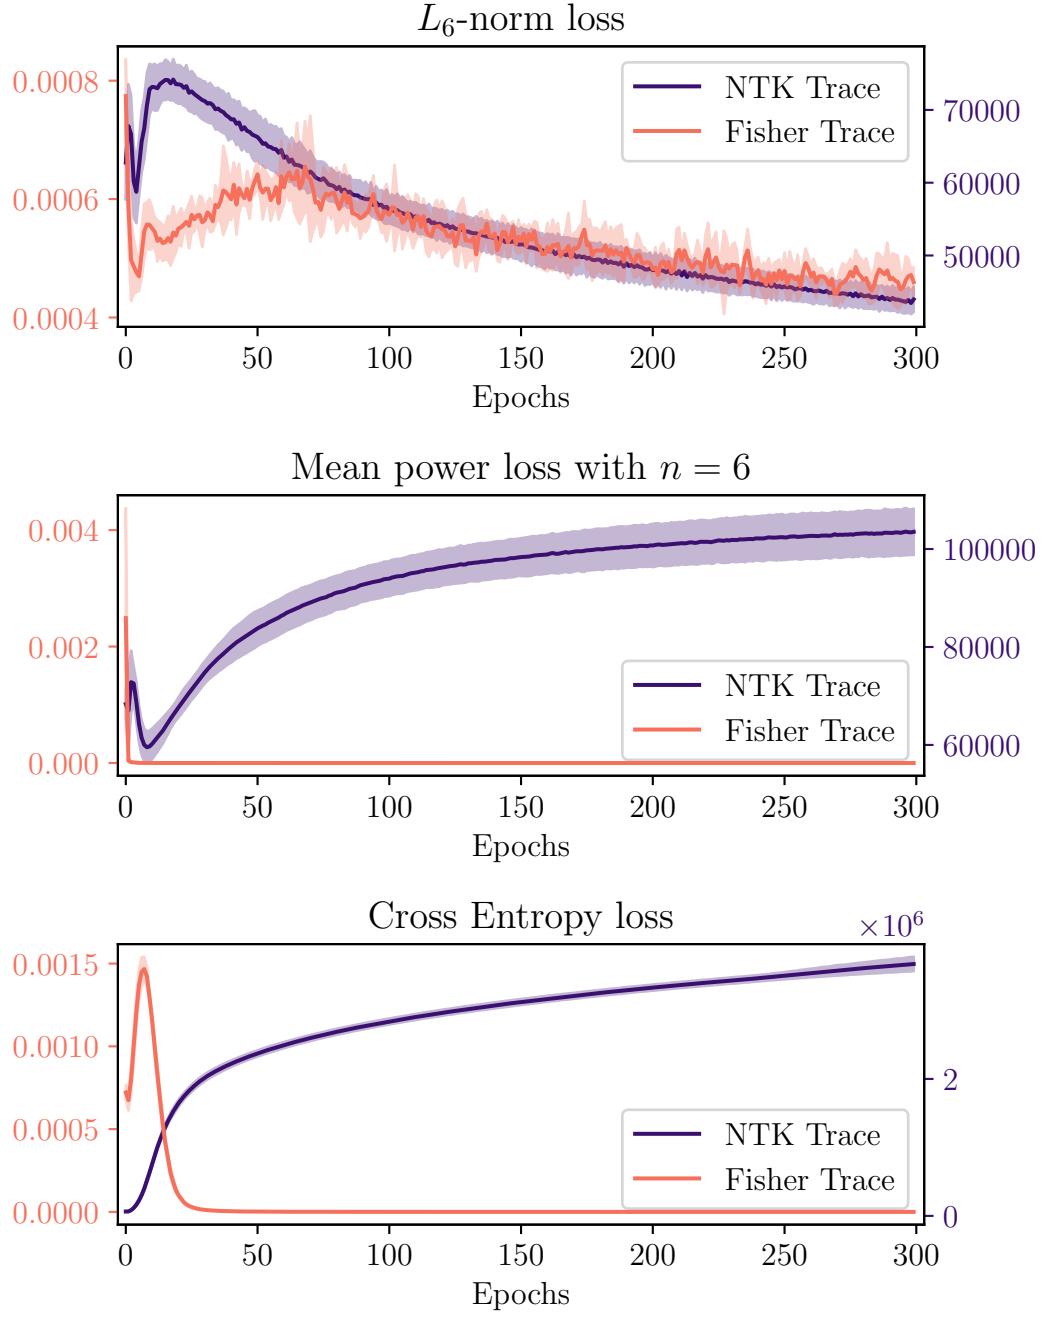 L₆-norm loss
0.0008
0.0006
0.0004
70000
60000
50000
NTK Trace
Fisher Trace
0 50 100 150 200 250 300
Epochs
Mean power loss with n = 6
0.004
0.002
0.000
100000
80000
60000
NTK Trace
Fisher Trace
0 50 100 150 200 250 300
Epochs
Cross Entropy loss
×10⁶
0.0015
0.0010
0.0005
0.0000
2
0
NTK Trace
Fisher Trace
0 50 100 150 200 250 300
Epochs